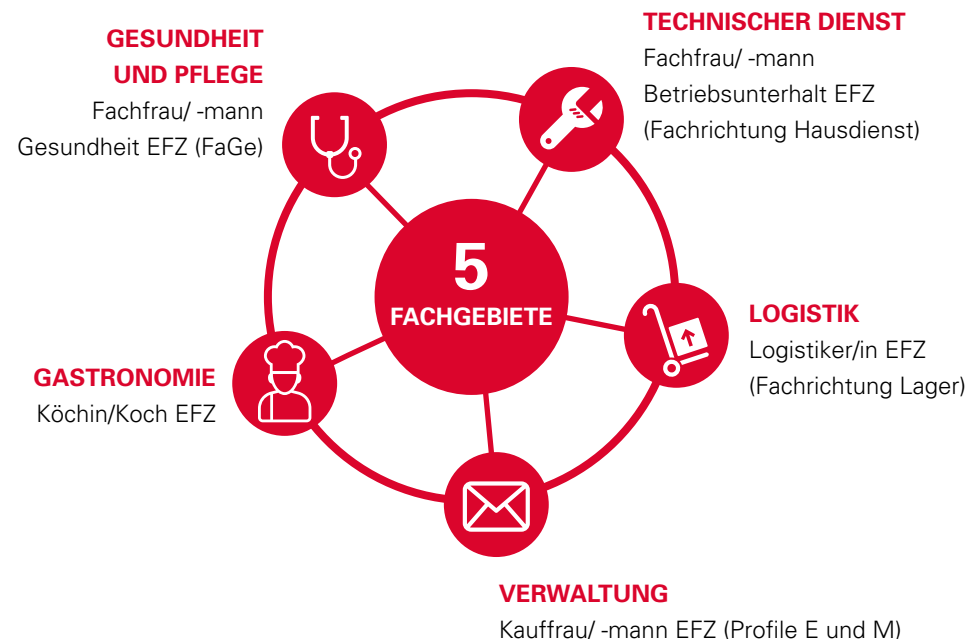 GESUNDHEIT
UND PFLEGE
Fachfrau/ -mann
Gesundheit EFZ (FaGe)
TECHNISCHER DIENST
Fachfrau/ -mann
Betriebsunterhalt EFZ
(Fachrichtung Hausdienst)
5
FACHGEBIETE
LOGISTIK
Logistiker/in EFZ
(Fachrichtung Lager)
GASTRONOMIE
Köchin/Koch EFZ
VERWALTUNG
Kauffrau/ -mann EFZ (Profile E und M)